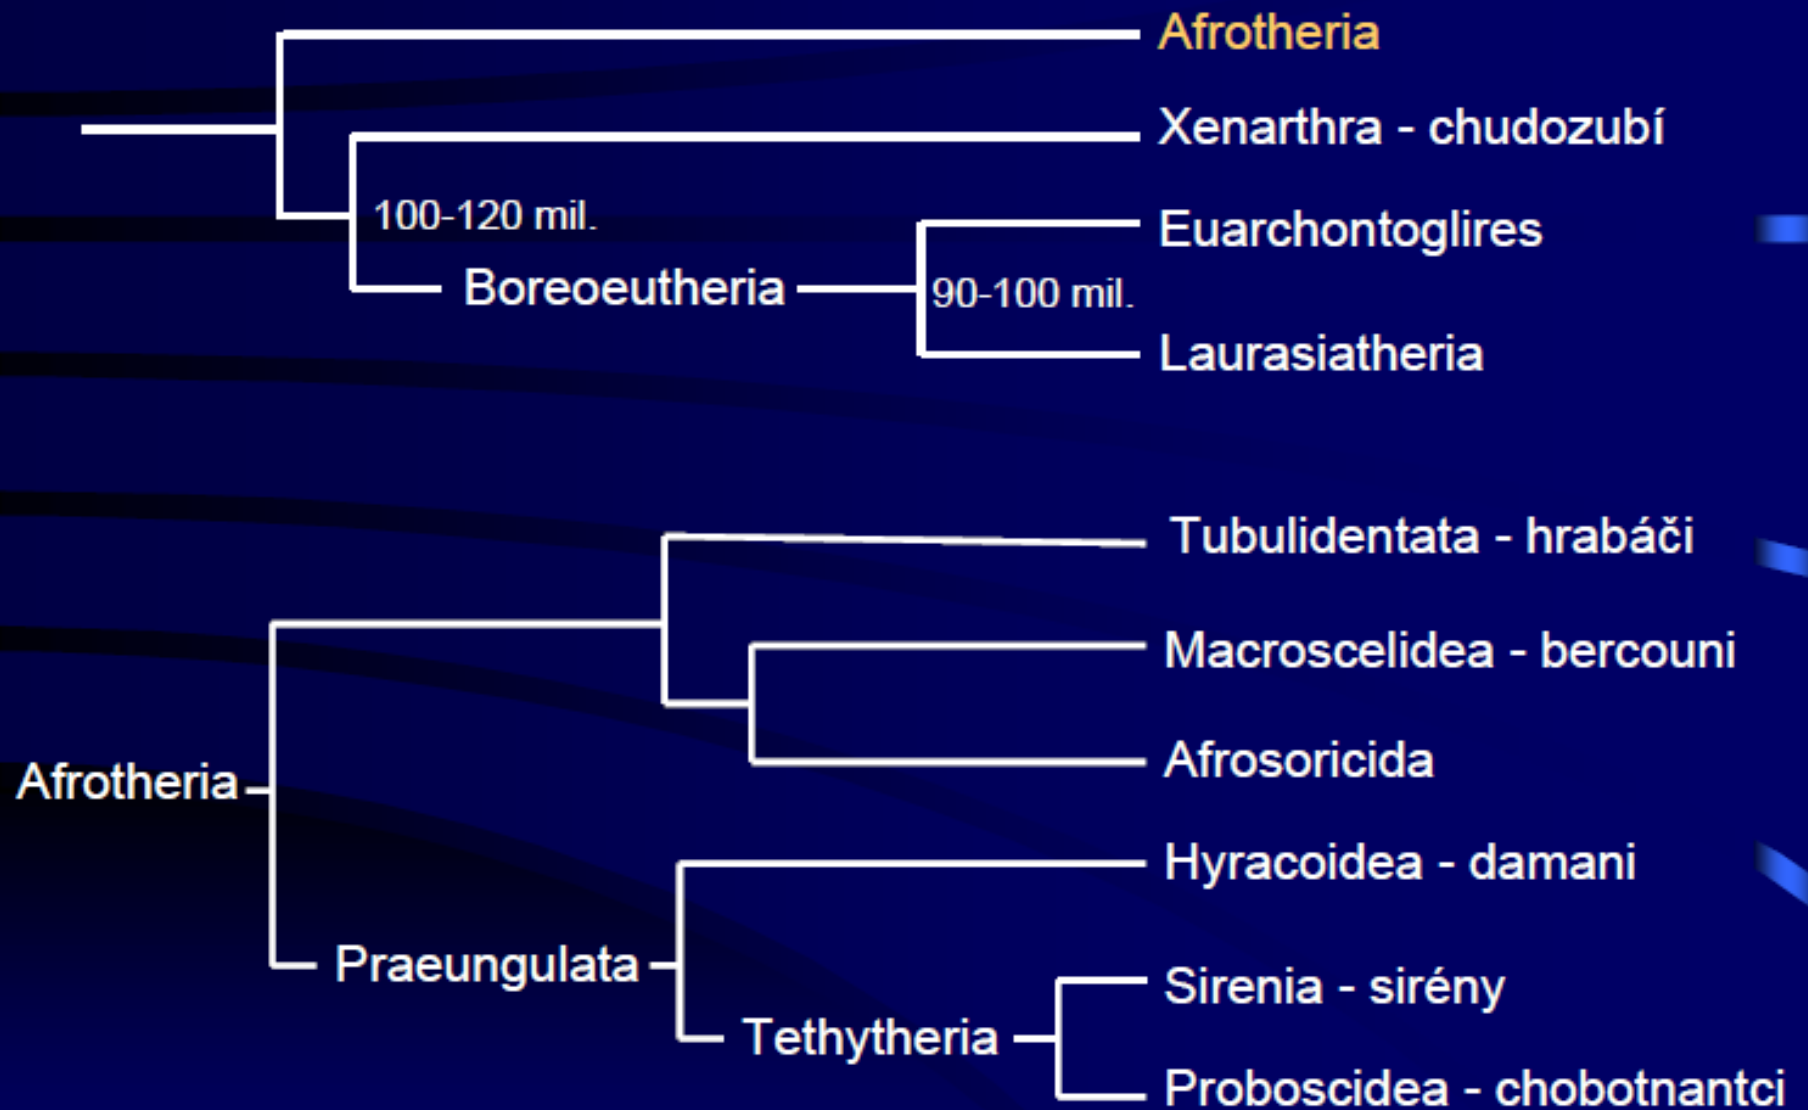 Afrotheria
Xenarthra - chudozubí
100-120 mil.
Euarchontoglires
Boreoeutheria
90-100 mil.
Laurasiatheria
Tubulidentata - hrabáči
Macroscelidea - bercouni
Afrosoricida
Afrotheria
Hyracoidea - damani
Praeungulata
Sirenia - sirény
Tethytheria
Proboscidea - chobotnantci